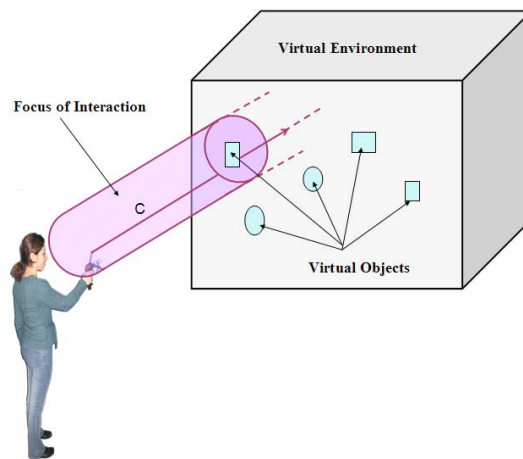 Virtual Environment
Focus of Interaction
C
Virtual Objects